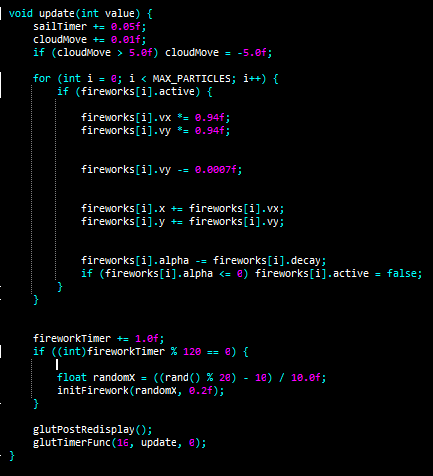 void update(int value) {
sailTimer += 0.05f;
cloudMove += 0.01f;
if (cloudMove > 5.0f) cloudMove = -5.0f;
for (int i = 0; i < MAX_PARTICLES; i++) {
if (fireworks[i].active) {
fireworks[i].vx *= 0.94f;
fireworks[i].vy *= 0.94f;
fireworks[i].vy -= 0.0007f;
fireworks[i].x += fireworks[i].vx;
fireworks[i].y += fireworks[i].vy;
fireworks[i].alpha -= fireworks[i].decay;
if (fireworks[i].alpha <= 0) fireworks[i].active = false;
}
}
fireworkTimer += 1.0f;
if ((int)fireworkTimer % 120 == 0) {
float randomX = ((rand() % 20) - 10) / 10.0f;
initFirework(randomX, 0.2f);
}
glutPostRedisplay();
glutTimerFunc(16, update, 0);
}